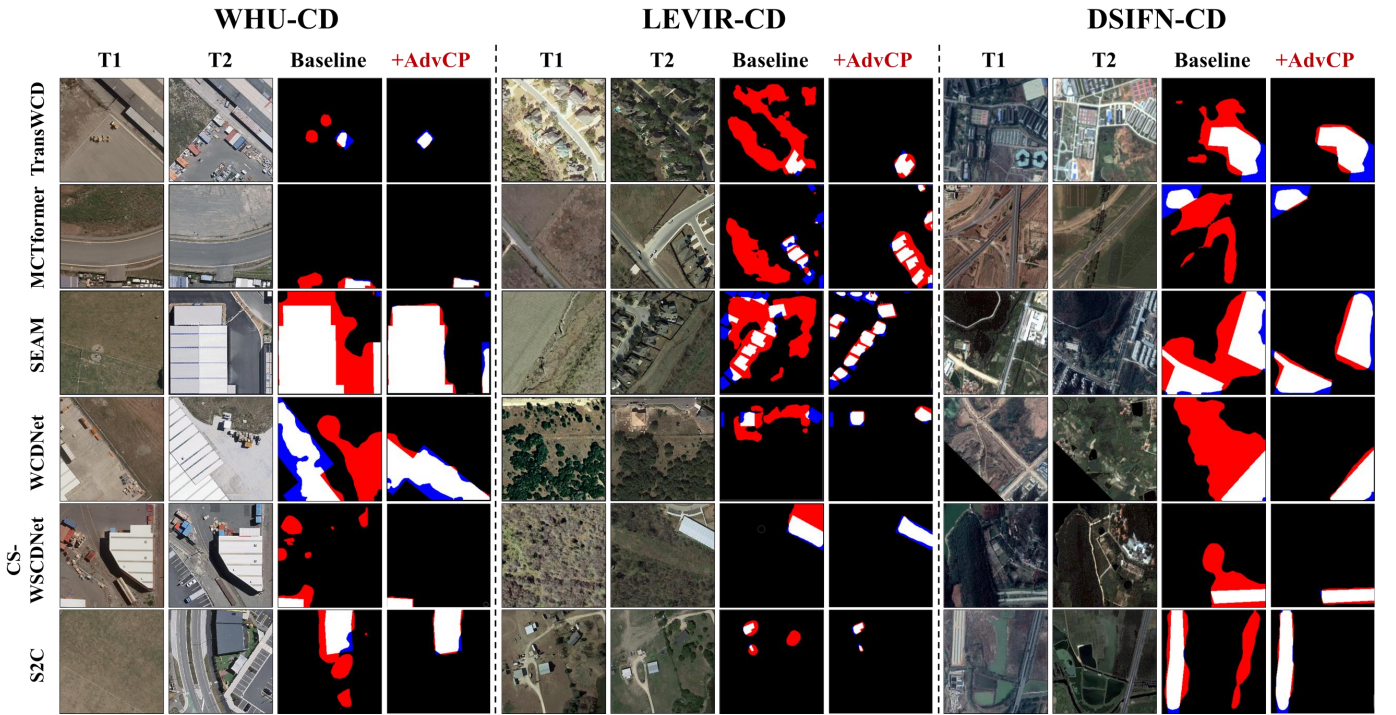 WHU-CD LEVIR-CD DSIFN-CD
T1 T2 Baseline +AdvCP T1 T2 Baseline +AdvCP T1 T2 Baseline +AdvCP
TransWCD
MCTformer
SEAM
WCDNet
CS-
WSCDNet
S2C